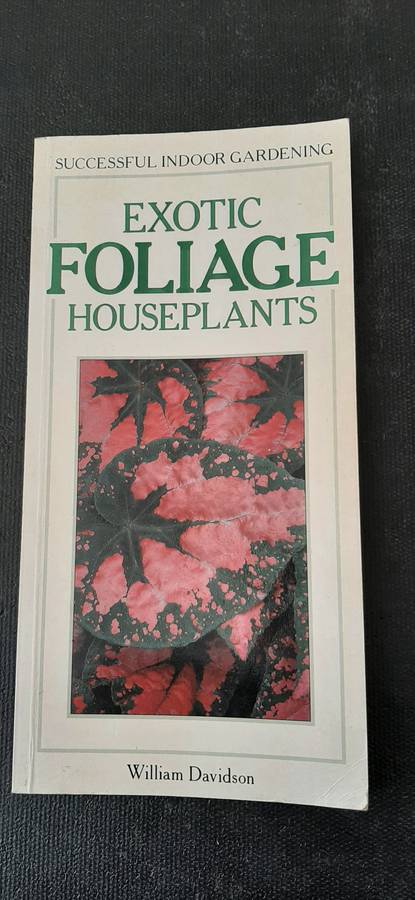 SUCCESSFUL INDOOR GARDENING
EXOTIC
FOLIAGE
HOUSEPLANTS
William Davidson